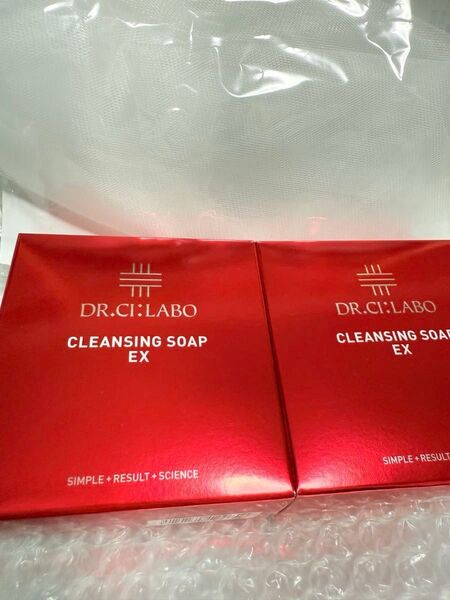 DR.CI:LABO
CLEANSING SOAP
EX
SIMPLE+RESULT+SCIENCE
DR.CI:LABO
CLEANSING SOAP
EX
SIMPLE+RESULT